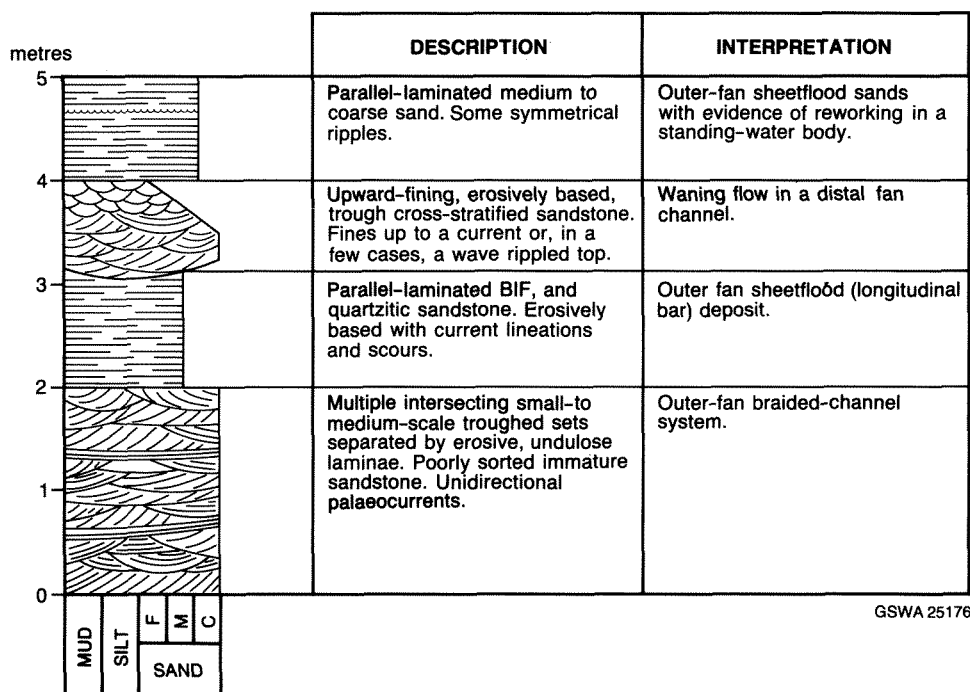 metres
DESCRIPTION
INTERPRETATION
5
Parallel-laminated medium to
coarse sand. Some symmetrical
ripples.
Outer-fan sheetflood sands
with evidence of reworking in a
standing-water body.
4
Upward-fining, erosively based,
trough cross-stratified sandstone.
Fines up to a current or, in a
few cases, a wave rippled top.
Waning flow in a distal fan
channel.
3
Parallel-laminated BIF, and
quartzitic sandstone. Erosively
based with current lineations
and scours.
Outer fan sheetflood (longitudinal
bar) deposit.
2
Multiple intersecting small-to
medium-scale troughed sets
separated by erosive, undulose
laminae. Poorly sorted immature
sandstone. Unidirectional
palaeocurrents.
Outer-fan braided-channel
system.
1
0
MUD
SILT
F
M
C
SAND
GSWA 25176